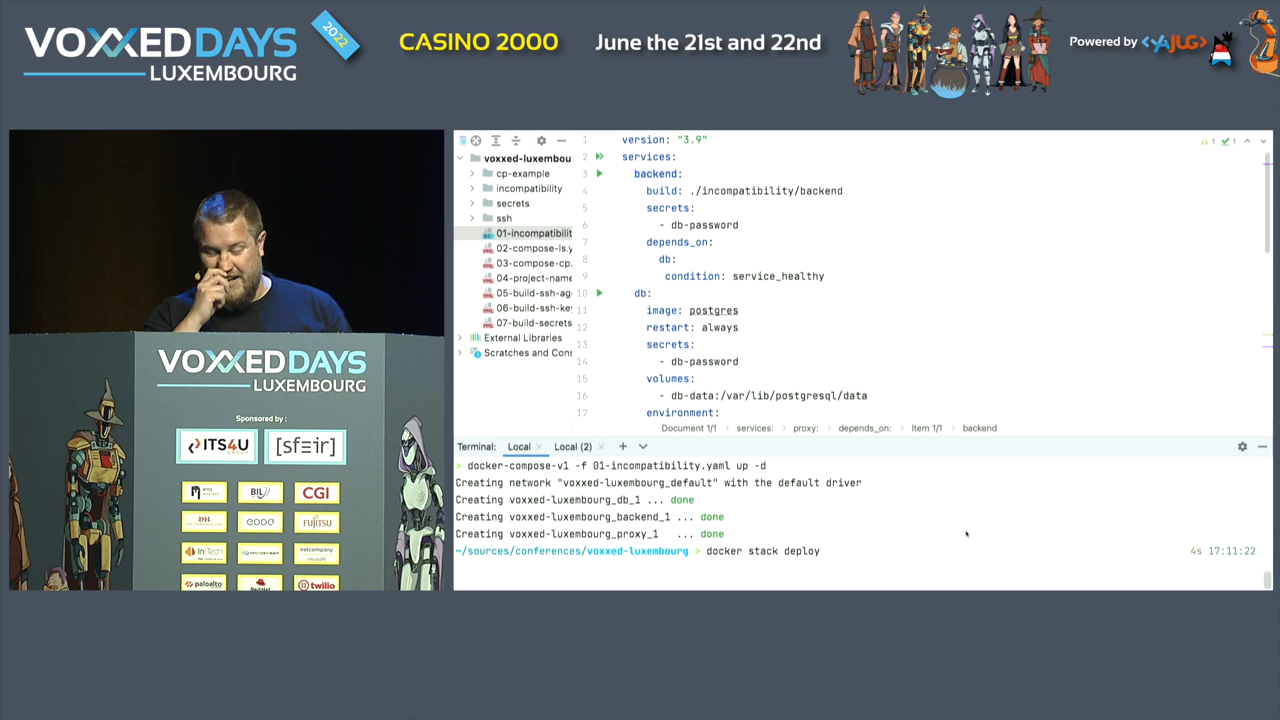 VOXXED DAYS
LUXEMBOURG
2022
CASINO 2000
June the 21st and 22nd
Powered by <YAJUG>
voxxed-luxembou
cp-example
incompatibility
secrets
ssh
01-incompatibilit
02-compose-ls.y
03-compose-cp.
04-project-name
05-build-ssh-ag
06-build-ssh-ke
07-build-secrets
External Libraries
Scratches and Cons
1 version: "3.9"
2 services:
3 backend:
4 build: ./incompatibility/backend
5 secrets:
6 - db-password
7 depends_on:
8 db:
9 condition: service_healthy
10 db:
11 image: postgres
12 restart: always
13 secrets:
14 - db-password
15 volumes:
16 - db-data:/var/lib/postgresql/data
17 environment:
1 1
Document 1/1 > services: > proxy: > depends_on: > Item 1/1 > backend
Terminal: Local × Local (2) × +
> docker-compose-v1 -f 01-incompatibility.yaml up -d
Creating network "voxxed-luxembourg_default" with the default driver
Creating voxxed-luxembourg_db_1 ... done
Creating voxxed-luxembourg_backend_1 ... done
Creating voxxed-luxembourg_proxy_1 ... done
~/sources/conferences/voxxed-luxembourg > docker stack deploy 4s 17:11:22
VOXXED DAYS
LUXEMBOURG
Sponsored by :
ITS4U
GROUP
[sfeir]
BIL
CGI
FUJITSU
InTech
netcompany
paloalto
twilio